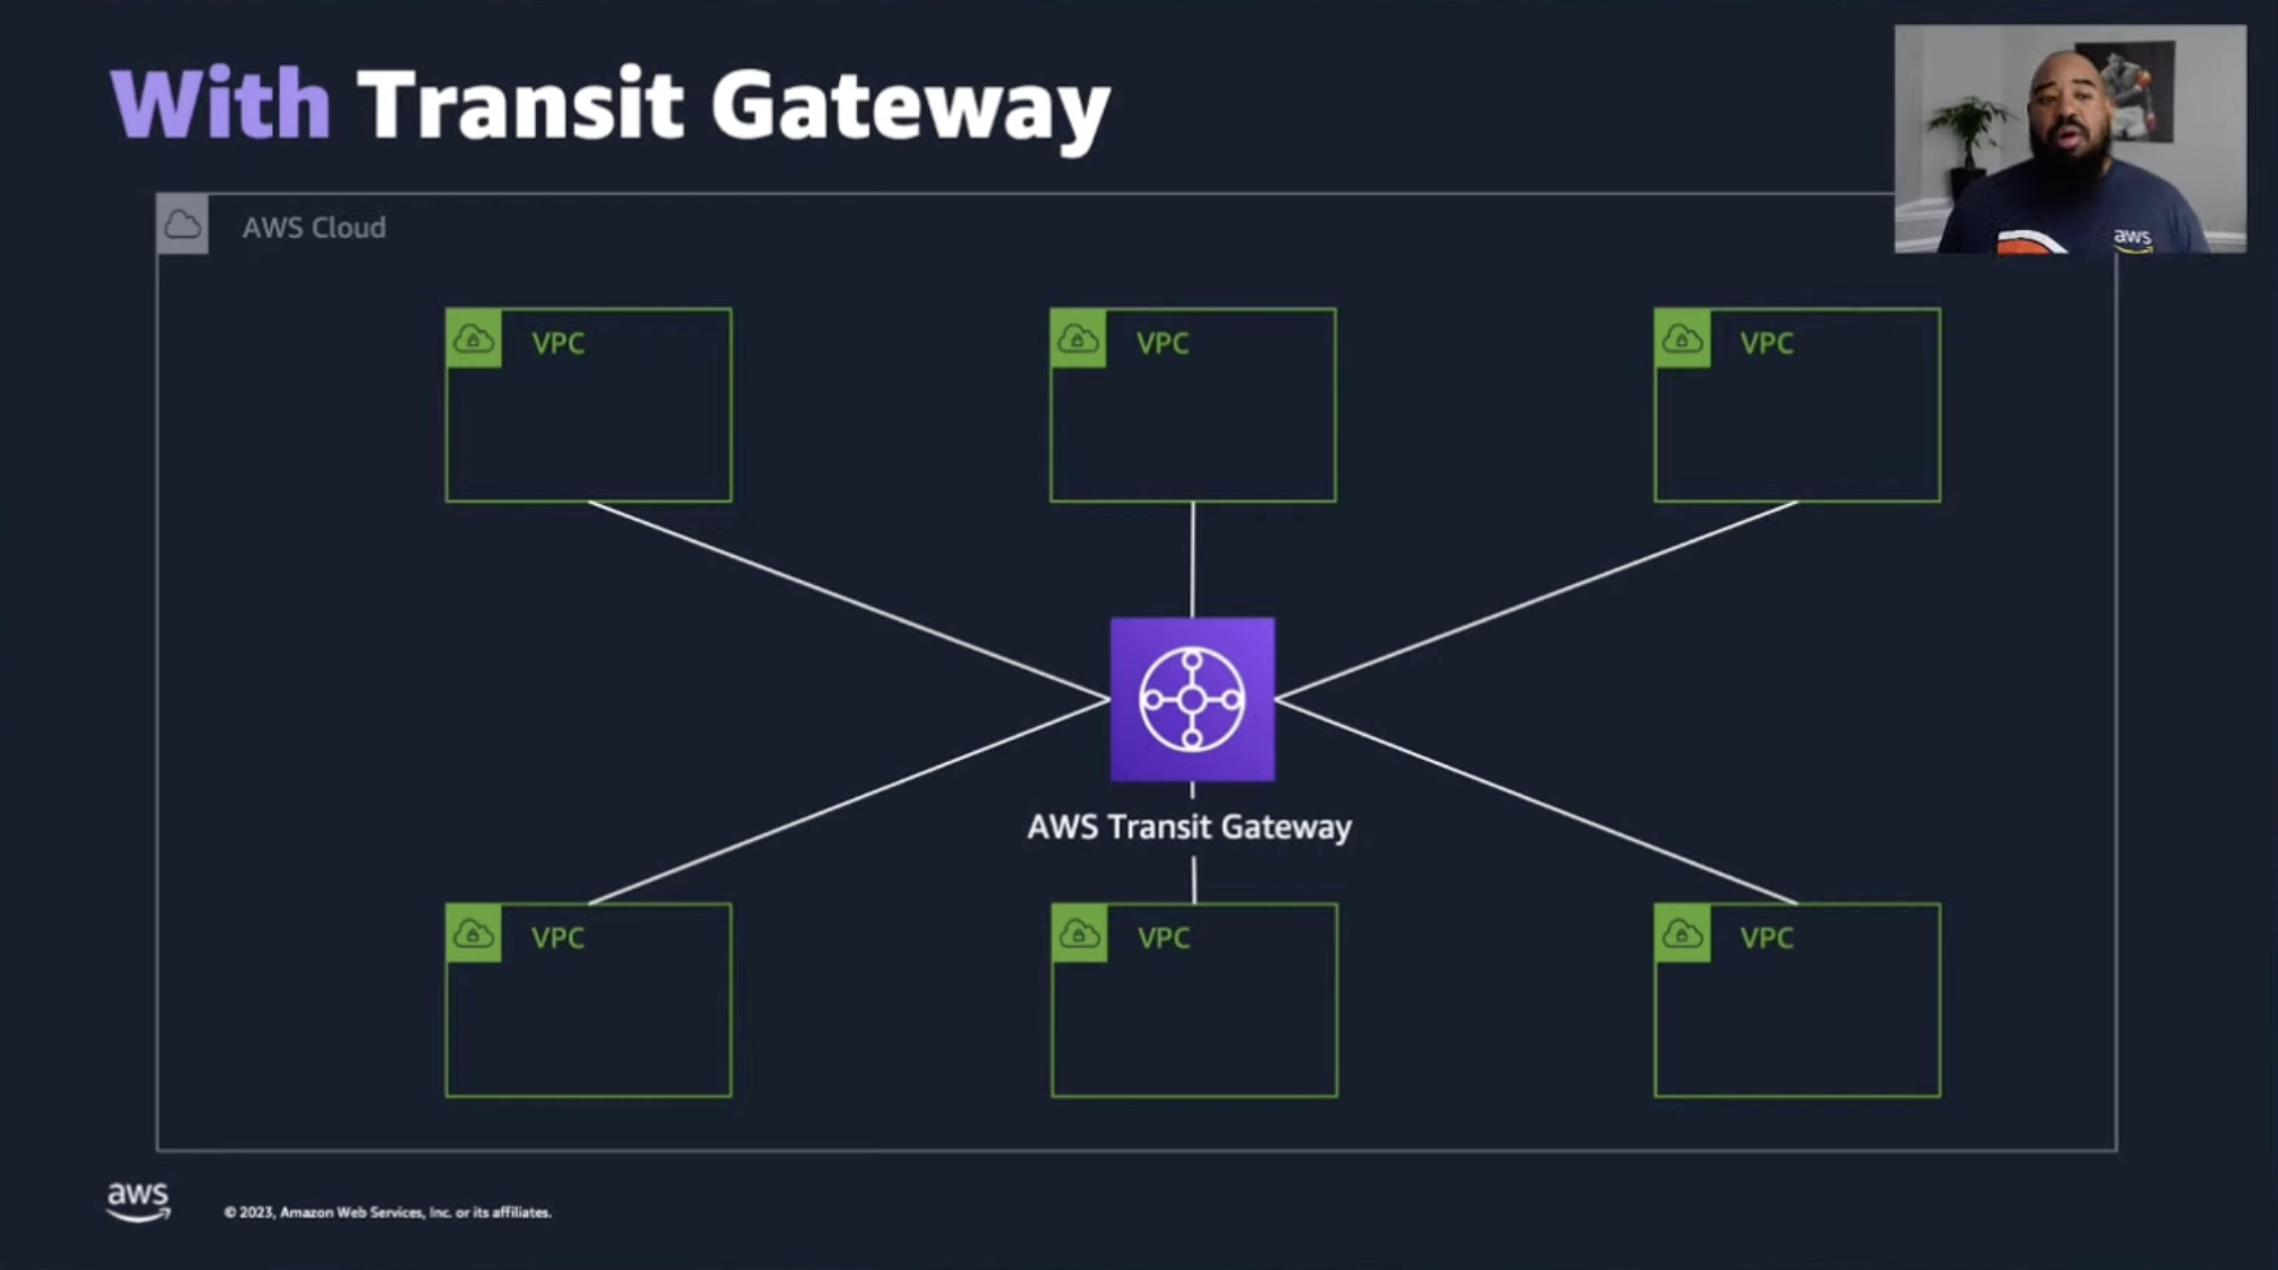 With Transit Gateway
aws
AWS Cloud
VPC
VPC
VPC
AWS Transit Gateway
VPC
VPC
VPC
aws
© 2023, Amazon Web Services, Inc. or its affiliates.